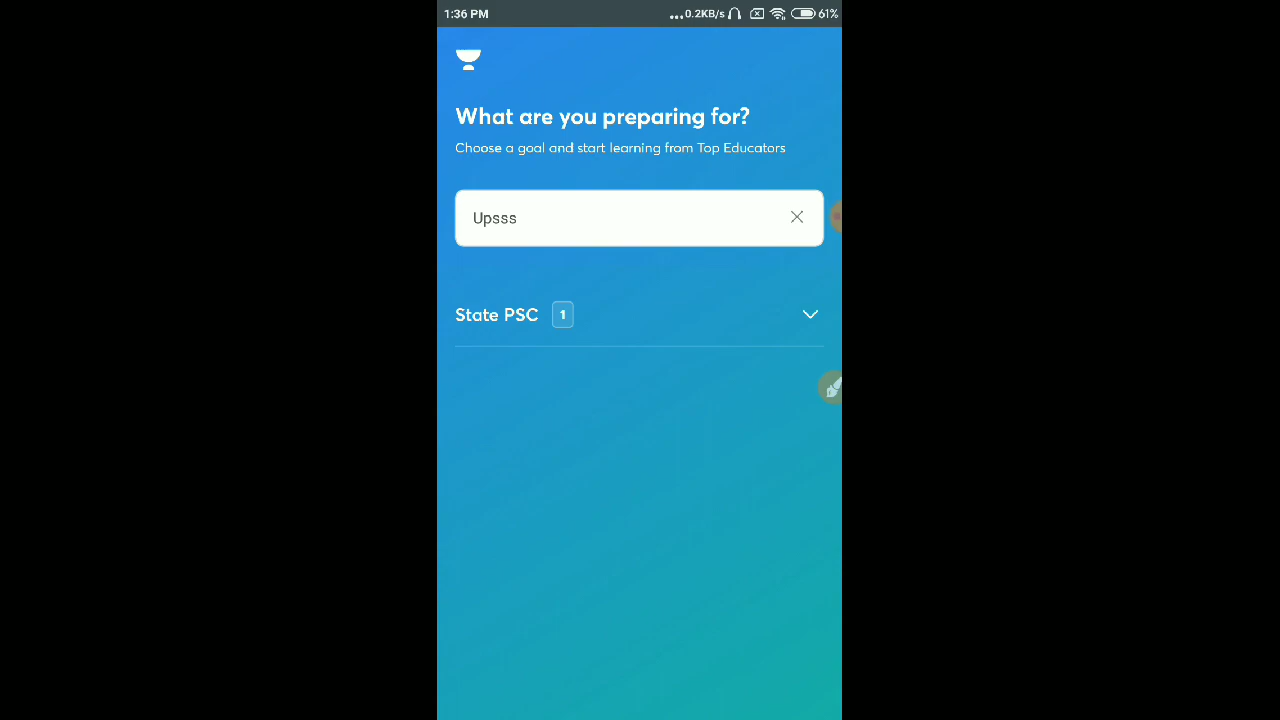 1:36 PM ...0.2KB/s 61%
What are you preparing for?
Choose a goal and start learning from Top Educators
Upsss
State PSC 1